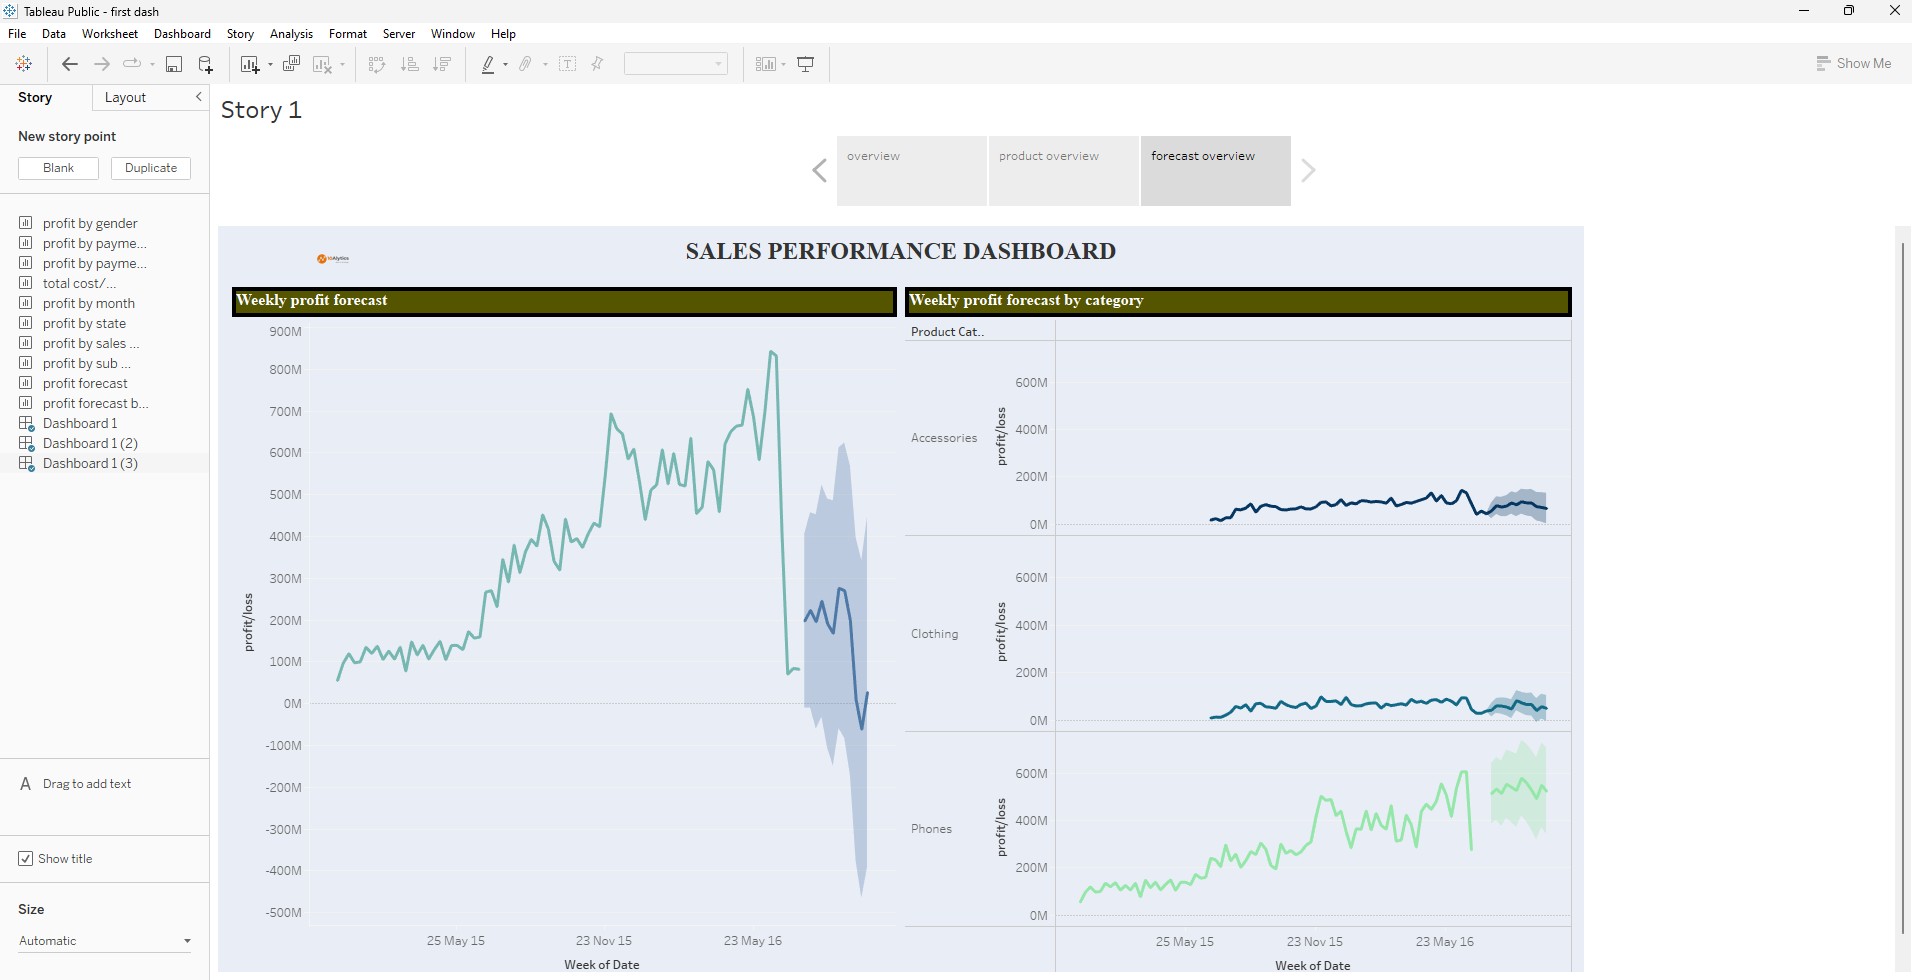 Tableau Public - first dash
File Data Worksheet Dashboard Story Analysis Format Server Window Help
Show Me
Story Layout
New story point
Blank Duplicate
profit by gender
profit by payme...
profit by payme...
total cost/...
profit by month
profit by state
profit by sales ...
profit by sub ...
profit forecast
profit forecast b...
Dashboard 1
Dashboard 1 (2)
Dashboard 1 (3)
A Drag to add text
Show title
Size
Automatic
Story 1
overview
product overview
forecast overview
SALES PERFORMANCE DASHBOARD
Weekly profit forecast
900M
800M
700M
600M
500M
400M
300M
200M
100M
0M
-100M
-200M
-300M
-400M
-500M
profit/loss
25 May 15 23 Nov 15 23 May 16
Week of Date
Weekly profit forecast by category
Product Cat..
Accessories
profit/loss
600M
400M
200M
0M
Clothing
profit/loss
600M
400M
200M
0M
Phones
profit/loss
600M
400M
200M
0M
25 May 15 23 Nov 15 23 May 16
Week of Date